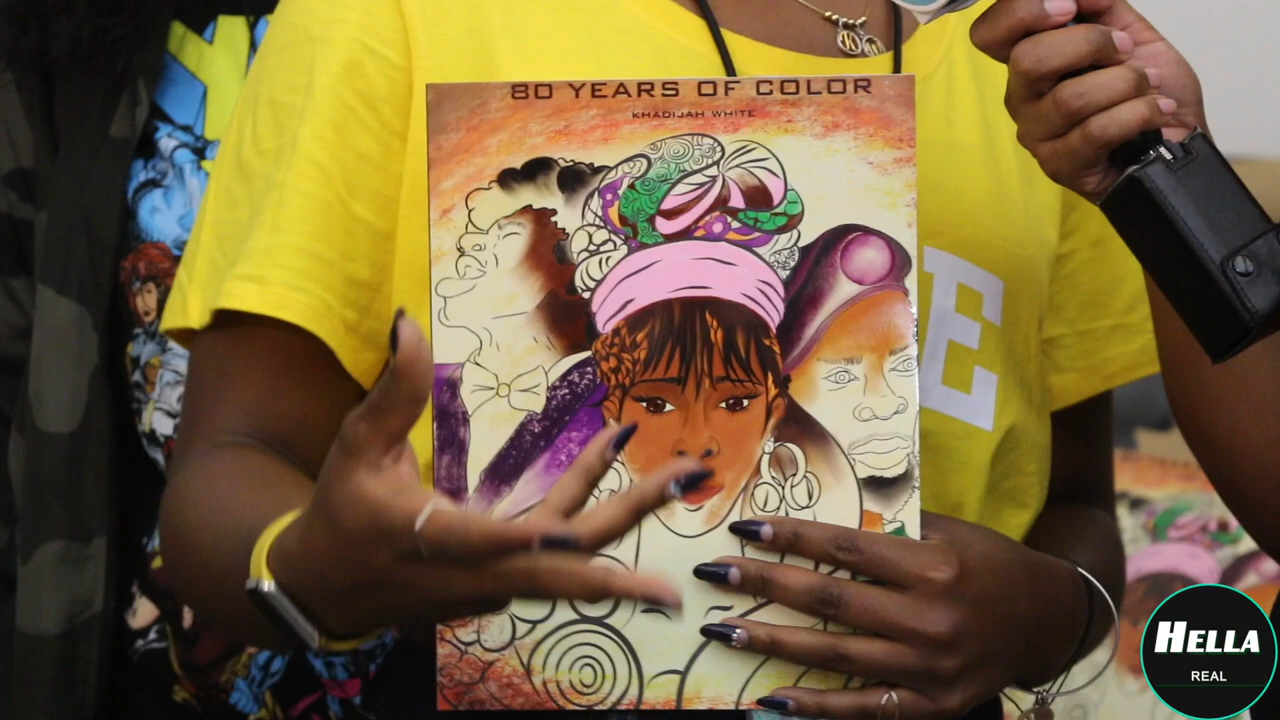 80 YEARS OF COLOR
KHADIJAH WHITE
E
HELLA
REAL